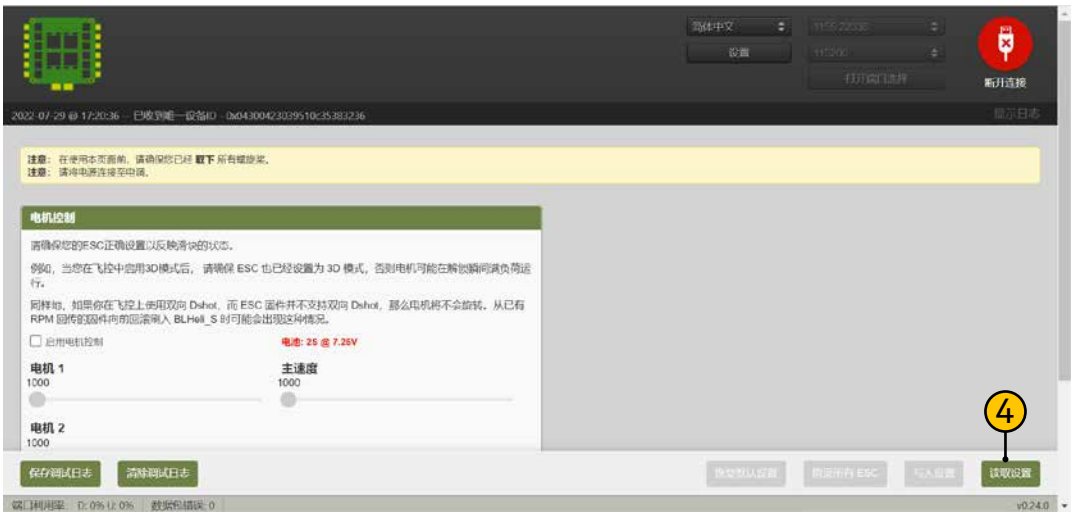 简体中文
1155:22336
设置
115200
打开端口选择
断开连接
2022-07-29 @ 17:20:36 -- 已收到唯一设备ID - 0x04300423039510c35383236
显示日志
注意： 在使用本页面前，请确保您已经 取下 所有螺旋桨。
注意： 请将电源连接至电调。
电机控制
请确保您的ESC正确设置以反映滑块的状态。
例如，当您在飞控中启用3D模式后， 请确保 ESC 也已经设置为 3D 模式，否则电机可能在解锁瞬间满负荷运
行。
同样地，如果你在飞控上使用双向 Dshot，而 ESC 固件并不支持双向 Dshot，那么电机将不会旋转。从已有
RPM 回传的固件向前回滚刷入 BLHeli_S 时可能会出现这种情况。
启用电机控制
电池: 2S @ 7.26V
电机 1
主速度
1000
1000
4
电机 2
1000
保存调试日志
清除调试日志
恢复默认设置
刷写所有 ESC
写入设置
读取设置
端口利用率: D: 0% U: 0%
数据包错误: 0
v0.24.0